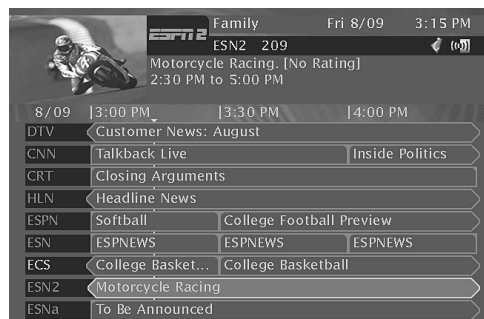 ESPN2 Family Fri 8/09 3:15 PM
ESN2 209
Motorcycle Racing. [No Rating]
2:30 PM to 5:00 PM
8/09 3:00 PM 3:30 PM 4:00 PM
DTV Customer News: August
CNN Talkback Live Inside Politics
CRT Closing Arguments
HLN Headline News
ESPN Softball College Football Preview
ESN ESPNEWS ESPNEWS ESPNEWS
ECS College Basket... College Basketball
ESN2 Motorcycle Racing
ESNa To Be Announced